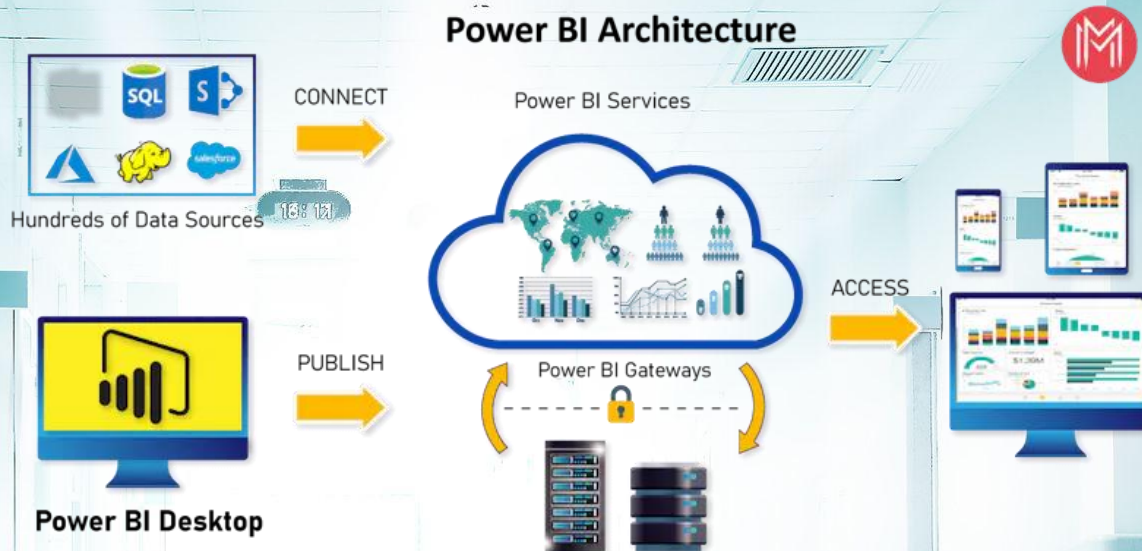 Power BI Architecture
SQL
S
salesforce
CONNECT
Power BI Services
Hundreds of Data Sources
ACCESS
PUBLISH
Power BI Gateways
Power BI Desktop